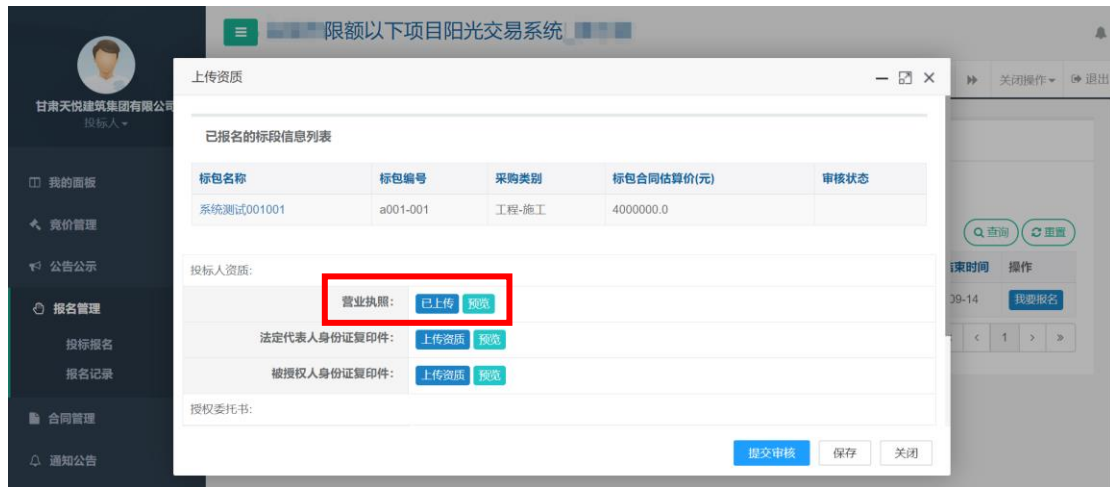 限额以下项目阳光交易系统
甘肃天悦建筑集团有限公司
投标人
我的面板
竞价管理
公告公示
报名管理
投标报名
报名记录
合同管理
通知公告
关闭操作 退出
上传资质
已报名的标段信息列表
标包名称 标包编号 采购类别 标包合同估算价(元) 审核状态
系统测试001001 a001-001 工程-施工 4000000.0
投标人资质:
营业执照: 已上传 预览
法定代表人身份证复印件: 上传资质 预览
被授权人身份证复印件: 上传资质 预览
授权委托书:
提交审核 保存 关闭
查询 重置
束时间 操作
09-14 我要报名
1